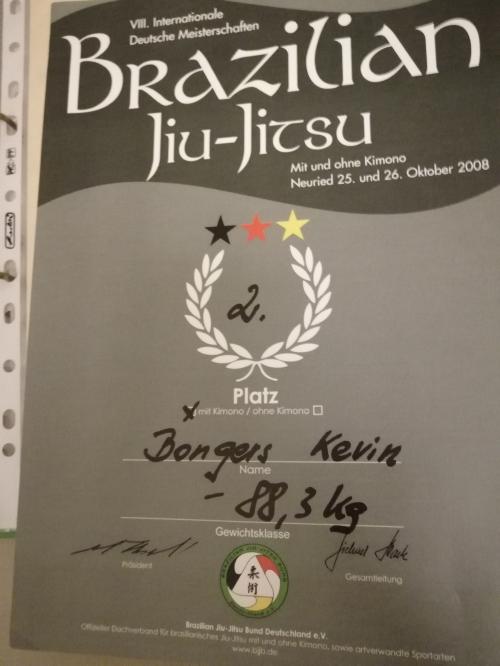 VIII. Internationale
Deutsche Meisterschaften
BRAZILIAN
JIU-JITSU
Mit und ohne Kimono
Neuried 25. und 26. Oktober 2008
2.
Platz
x mit Kimono / ohne Kimono
Bongers Kevin
Name
- 88,3 kg
Gewichtsklasse
Präsident
Gesamtleitung
柔術
Brazilian Jiu-Jitsu Bund Deutschland e.V.
Offizieller Dachverband für brasilianisches Jiu-Jitsu mit und ohne Kimono, sowie artverwandte Sportarten
www.bjjb.de